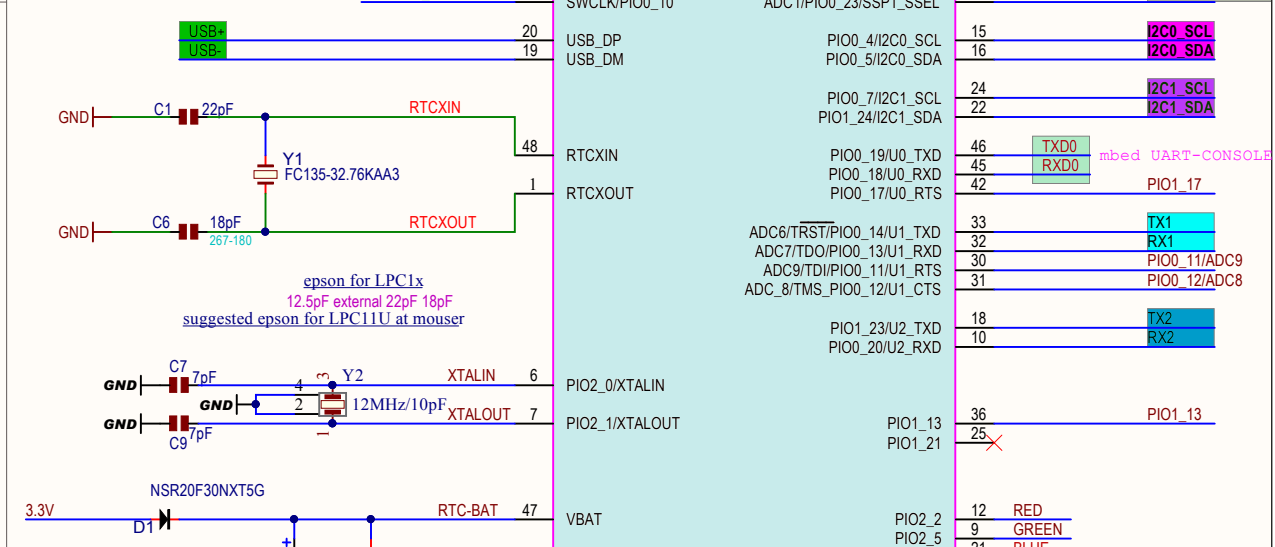 SWCLK/PIO0_10
ADC1/PIO0_23/SSP1_SSEL
USB+ 20 USB_DP
PIO0_4/I2C0_SCL 15 I2C0_SCL
USB- 19 USB_DM
PIO0_5/I2C0_SDA 16 I2C0_SDA
PIO0_7/I2C1_SCL 24 I2C1_SCL
GND C1 22pF RTCXIN
PIO1_24/I2C1_SDA 22 I2C1_SDA
48 RTCXIN
PIO0_19/U0_TXD 46 TXD0
mbed UART-CONSOLE
Y1
FC135-32.76KAA3
PIO0_18/U0_RXD 45 RXD0
1 RTCXOUT
PIO0_17/U0_RTS 42 PIO1_17
GND C6 18pF RTCXOUT
267-180
ADC6/TRST/PIO0_14/U1_TXD 33 TX1
ADC7/TDO/PIO0_13/U1_RXD 32 RX1
ADC9/TDI/PIO0_11/U1_RTS 30 PIO0_11/ADC9
ADC_8/TMS_PIO0_12/U1_CTS 31 PIO0_12/ADC8
epson for LPC1x
12.5pF external 22pF 18pF
suggested epson for LPC11U at mouser
PIO1_23/U2_TXD 18 TX2
PIO0_20/U2_RXD 10 RX2
GND C7 7pF 3 Y2 XTALIN 6 PIO2_0/XTALIN
GND 4 2 12MHz/10pF
GND C9 7pF 1 XTALOUT 7 PIO2_1/XTALOUT
PIO1_13 36 PIO1_13
PIO1_21 25
NSR20F30NXT5G
3.3V D1 RTC-BAT 47 VBAT
PIO2_2 12 RED
PIO2_5 9 GREEN
+